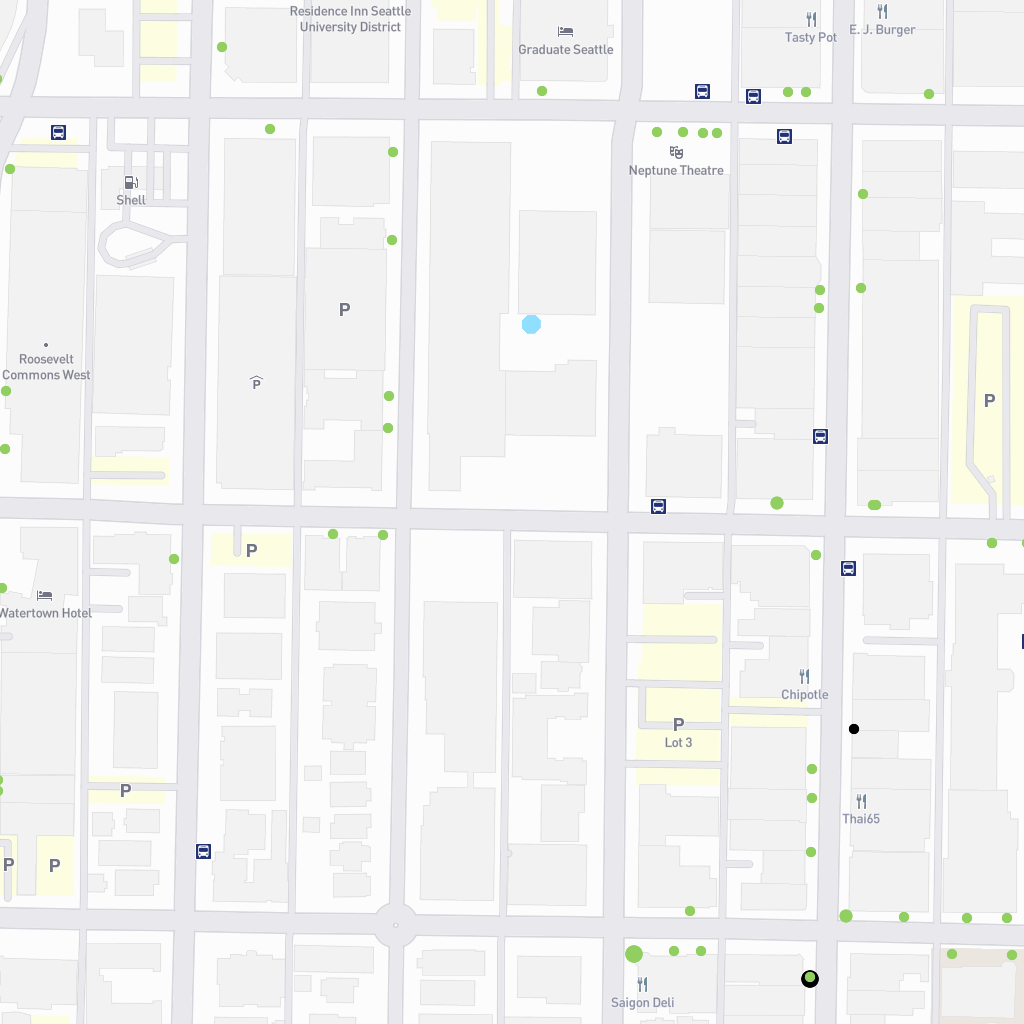 Residence Inn Seattle
University District
Graduate Seattle
Tasty Pot
E. J. Burger
Neptune Theatre
Shell
P
Roosevelt
Commons West
P
P
P
Watertown Hotel
Chipotle
P
Lot 3
P
Thai65
P
P
Saigon Deli